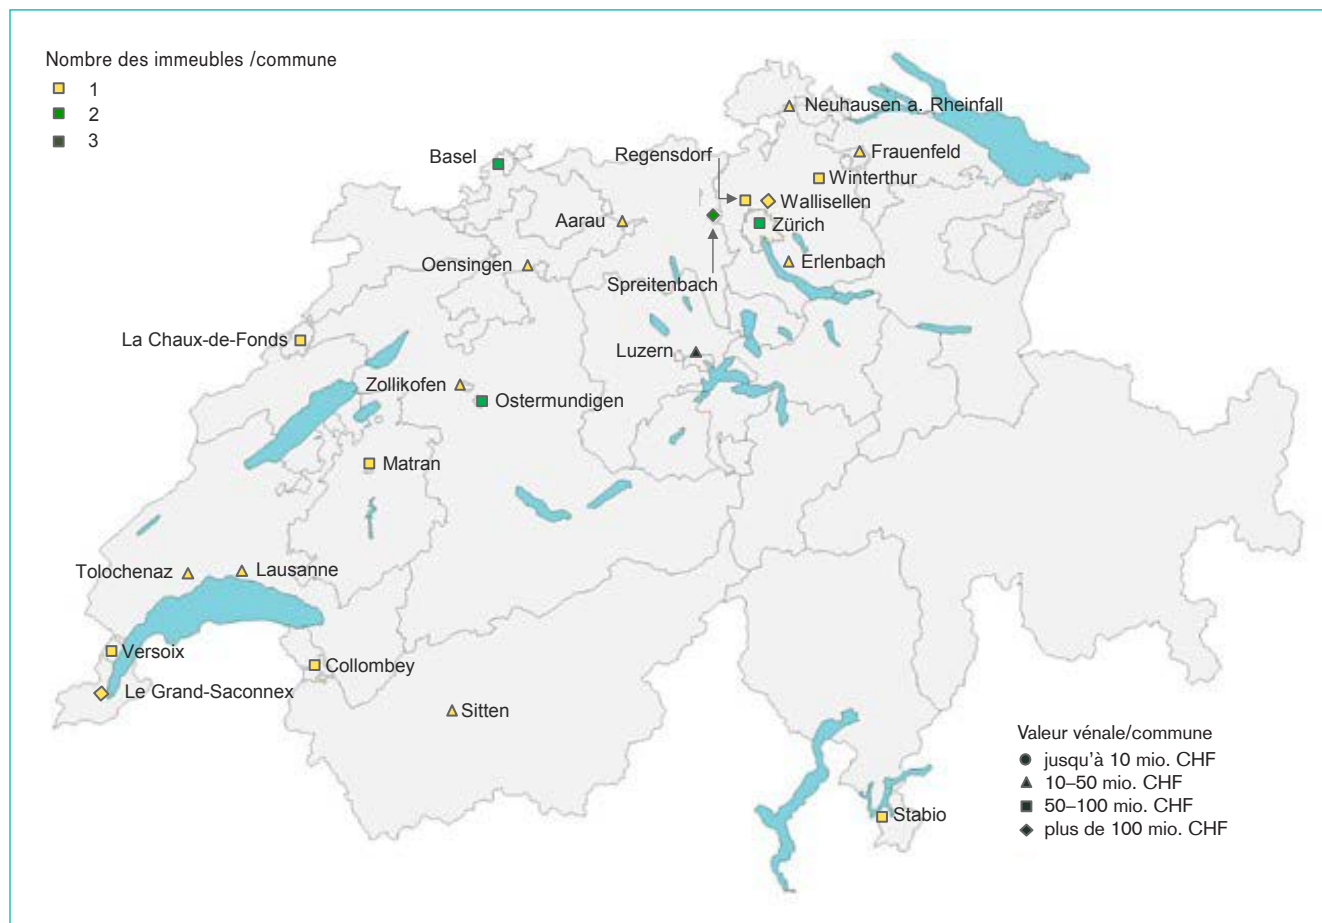 Nombre des immeubles /commune
1
2
3
Neuhausen a. Rheinfall
Basel
Regensdorf
Frauenfeld
Winterthur
Wallisellen
Aarau
Zürich
Oensingen
Erlenbach
Spreitenbach
La Chaux-de-Fonds
Luzern
Zollikofen
Ostermundigen
Matran
Tolochenaz
Lausanne
Versoix
Collombey
Le Grand-Saconnex
Sitten
Valeur vénale/commune
jusqu'à 10 mio. CHF
10–50 mio. CHF
50–100 mio. CHF
plus de 100 mio. CHF
Stabio